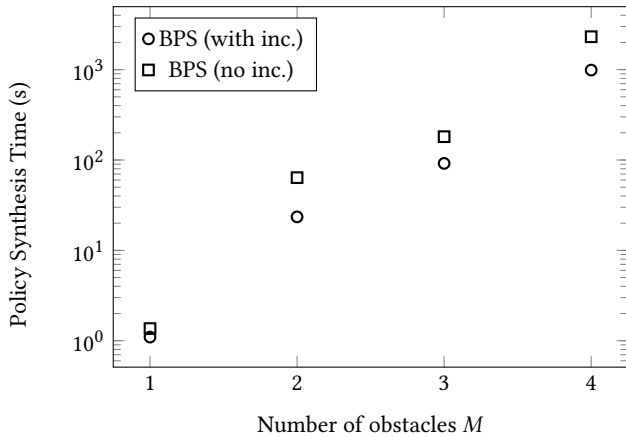 BPS (with inc.)
BPS (no inc.)
Policy Synthesis Time (s)
10^3
10^2
10^1
10^0
1 2 3 4
Number of obstacles M